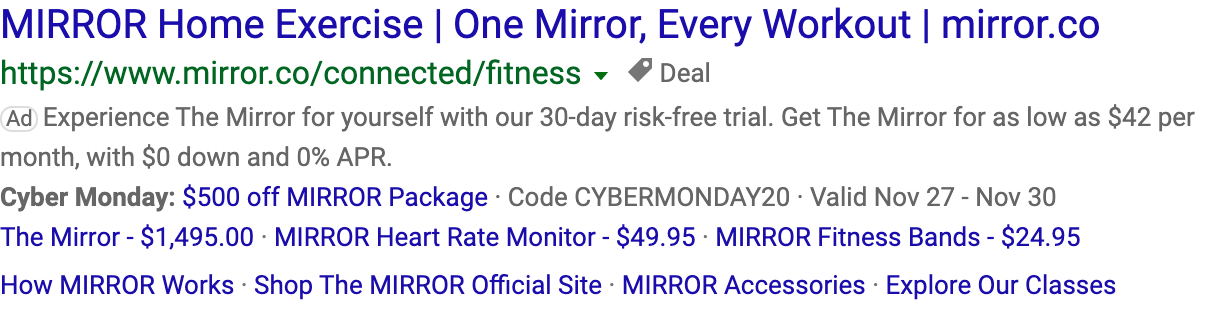 MIRROR Home Exercise | One Mirror, Every Workout | mirror.co
https://www.mirror.co/connected/fitness Deal
Ad Experience The Mirror for yourself with our 30-day risk-free trial. Get The Mirror for as low as $42 per
month, with $0 down and 0% APR.
Cyber Monday: $500 off MIRROR Package · Code CYBERMONDAY20 · Valid Nov 27 - Nov 30
The Mirror - $1,495.00 · MIRROR Heart Rate Monitor - $49.95 · MIRROR Fitness Bands - $24.95
How MIRROR Works · Shop The MIRROR Official Site · MIRROR Accessories · Explore Our Classes